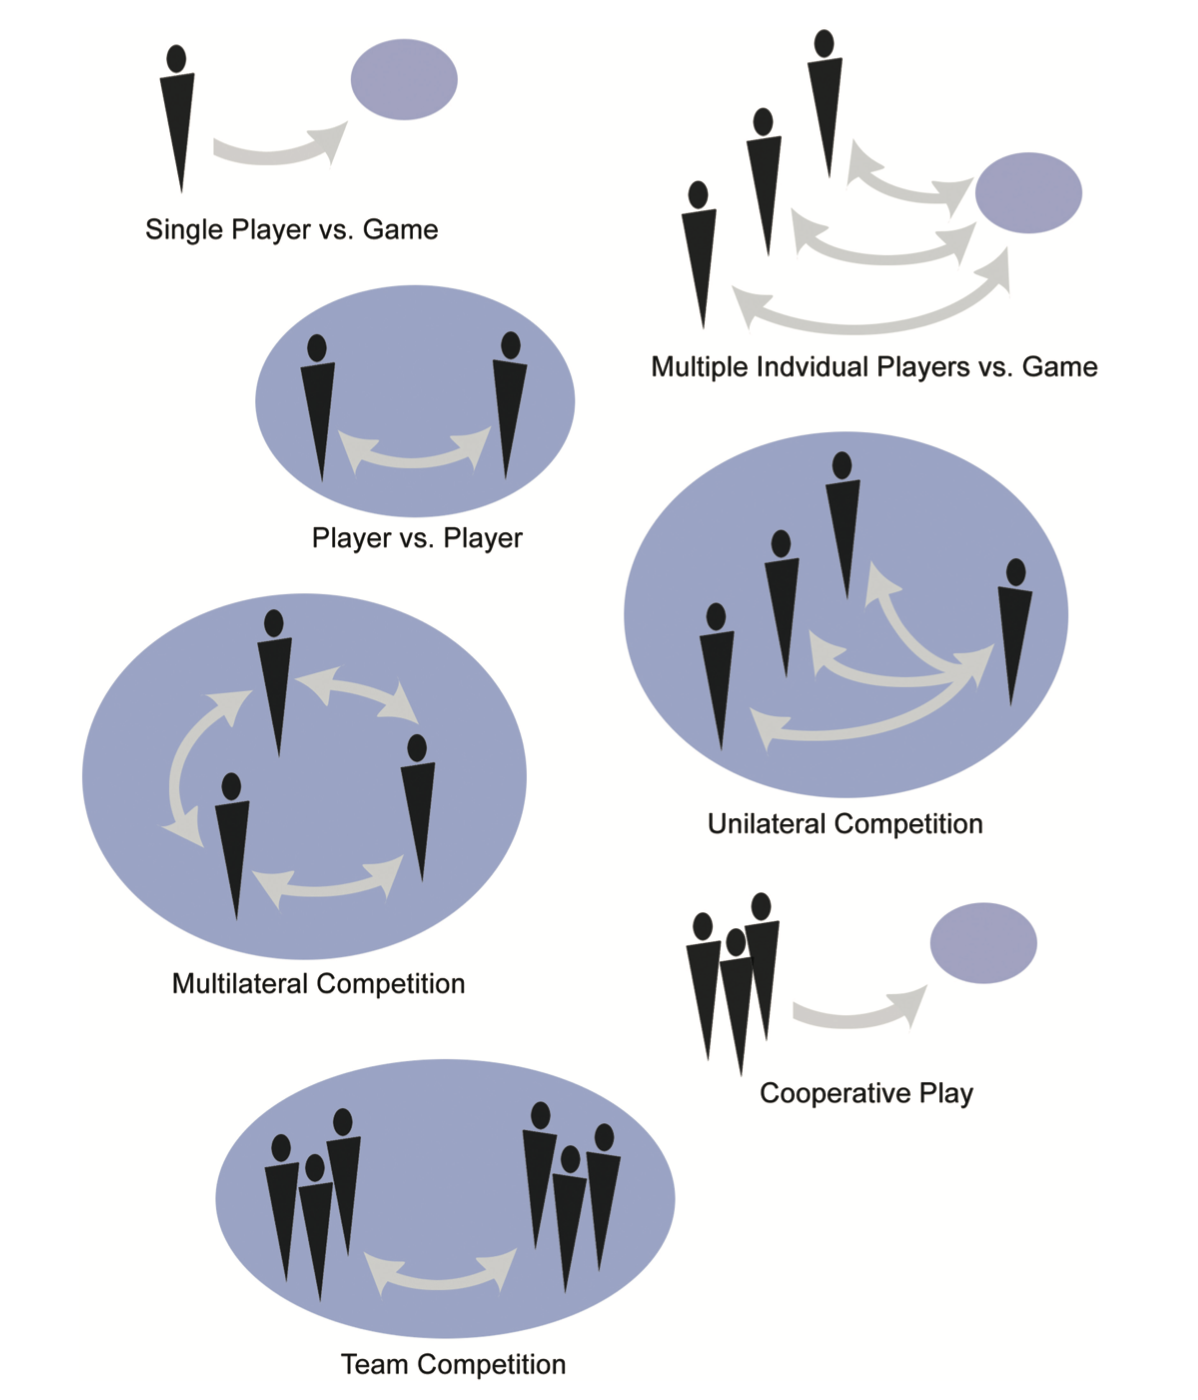 Single Player vs. Game
Multiple Indvidual Players vs. Game
Player vs. Player
Unilateral Competition
Multilateral Competition
Cooperative Play
Team Competition